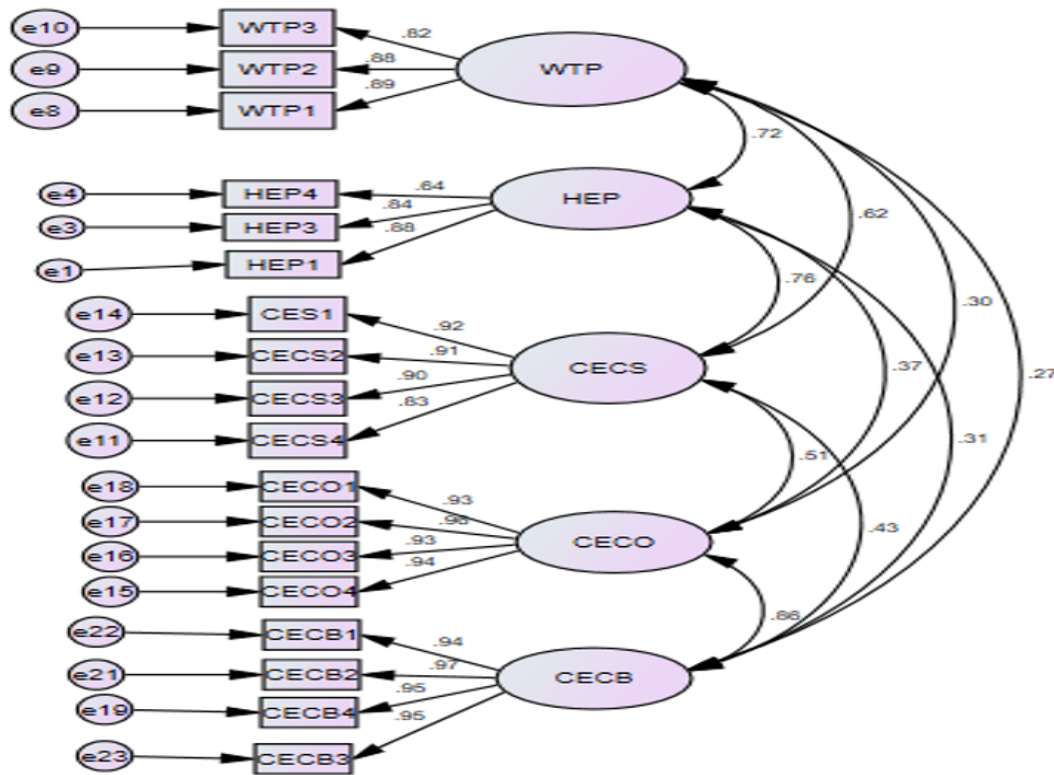 e10 WTP3 .82
e9 WTP2 .88 WTP
e8 WTP1 .89
.72
e4 HEP4 .64 HEP
e3 HEP3 .84
e1 HEP1 .88
.62
.76
.30
e14 CES1 .92
e13 CECS2 .91 CECS
e12 CECS3 .90
e11 CECS4 .83
.37
.27
.31
.51
e18 CECO1 .93
e17 CECO2
e16 CECO3 .93 CECO
e15 CECO4 .94
.43
e22 CECB1 .94
e21 CECB2 .97 CECB
e19 CECB4 .95
e23 CECB3 .95